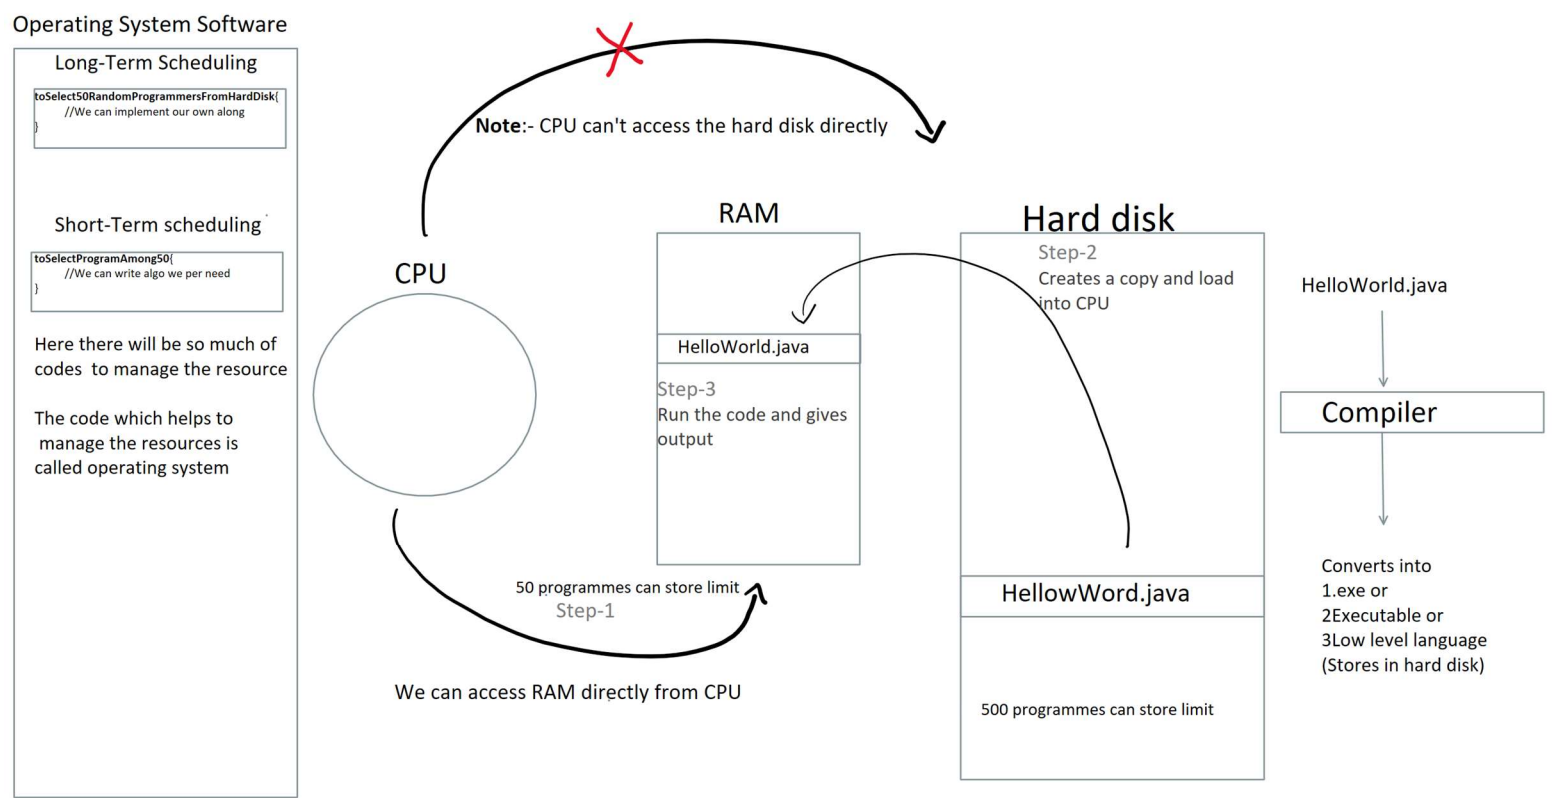 Operating System Software
Long-Term Scheduling
toSelect50RandomProgrammersFromHardDisk{
//We can implement our own along
}
Short-Term scheduling
toSelectProgramAmong50{
//We can write algo we per need
}
Here there will be so much of
codes to manage the resource
The code which helps to
manage the resources is
called operating system
Note:- CPU can't access the hard disk directly
CPU
50 programmes can store limit
Step-1
We can access RAM directly from CPU
RAM
HelloWorld.java
Step-3
Run the code and gives
output
Hard disk
Step-2
Creates a copy and load
into CPU
HellowWord.java
500 programmes can store limit
HelloWorld.java
Compiler
Converts into
1.exe or
2Executable or
3Low level language
(Stores in hard disk)